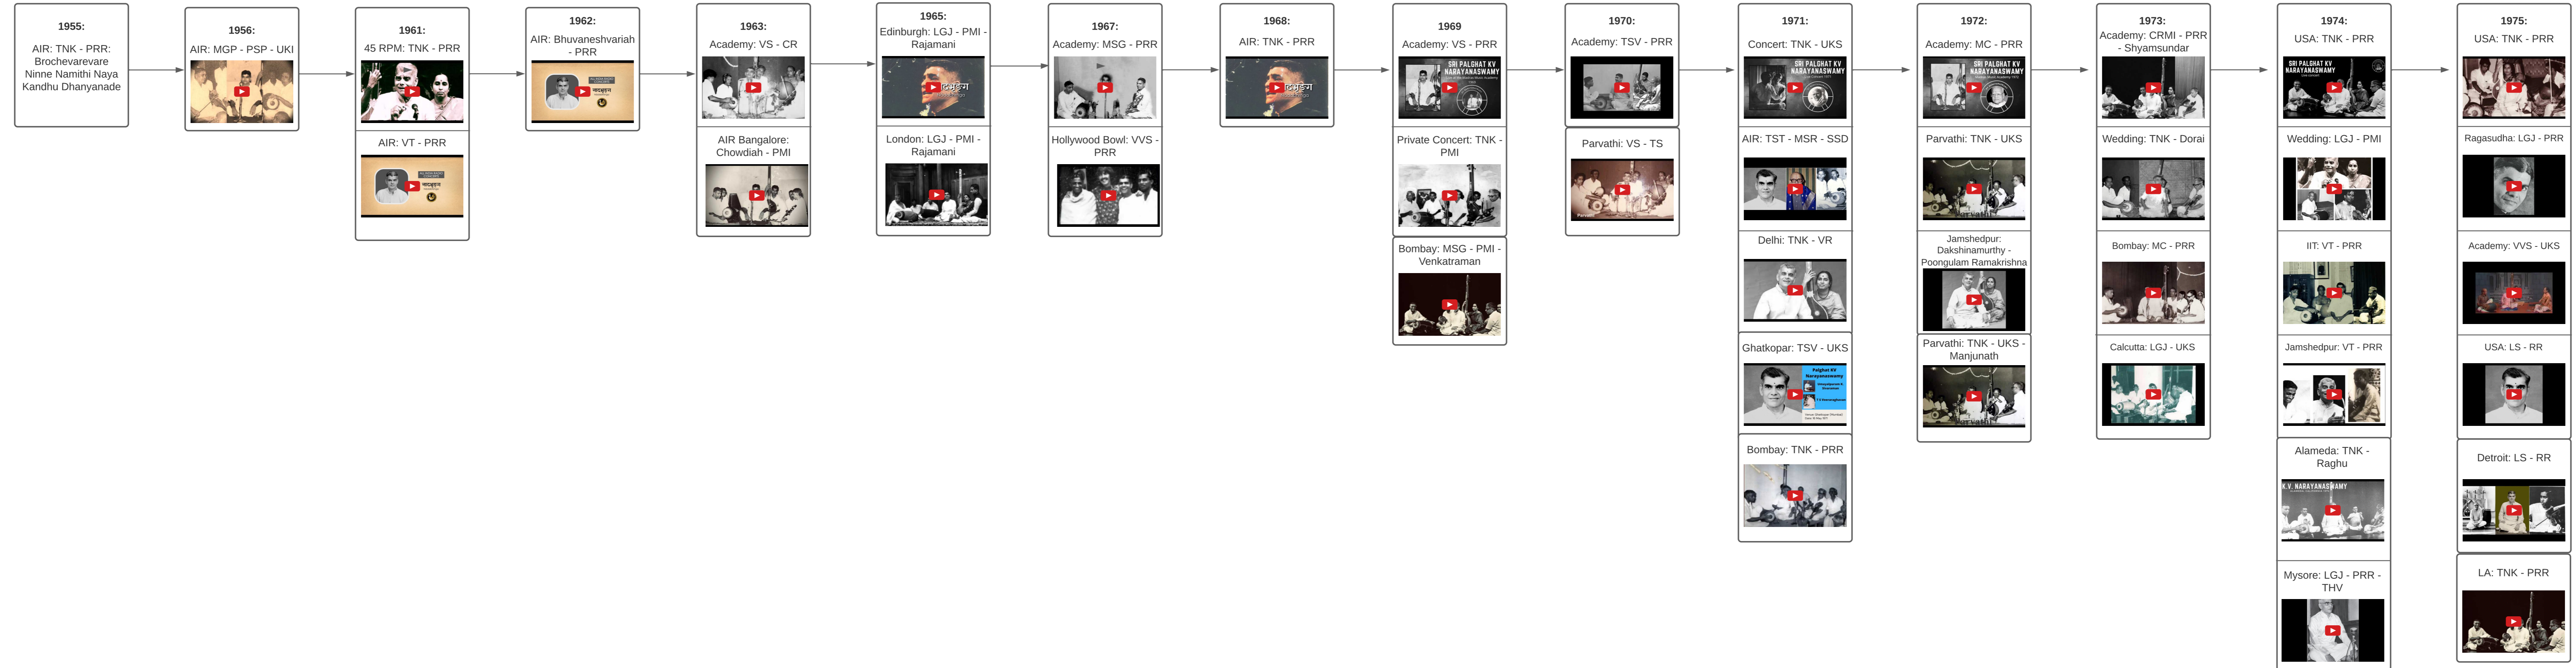 1955:
AIR: TNK - PRR:
Brochevarevare
Ninne Namithi Naya
Kandhu Dhanyanade
1956:
AIR: MGP - PSP - UKI
1961:
45 RPM: TNK - PRR
AIR: VT - PRR
1962:
AIR: Bhuvaneshvariah
- PRR
1963:
Academy: VS - CR
AIR Bangalore:
Chowdiah - PMI
1965:
Edinburgh: LGJ - PMI -
Rajamani
London: LGJ - PMI -
Rajamani
1967:
Academy: MSG - PRR
Hollywood Bowl: VVS -
PRR
1968:
AIR: TNK - PRR
1969
Academy: VS - PRR
SRI PALGHAT KV
NARAYANASWAMY
Private Concert: TNK -
PMI
Bombay: MSG - PMI -
Venkatraman
1970:
Academy: TSV - PRR
Parvathi: VS - TS
Parvathi
1971:
Concert: TNK - UKS
SRI PALGHAT KV
NARAYANASWAMY
AIR: TST - MSR - SSD
Delhi: TNK - VR
Ghatkopar: TSV - UKS
Palghat KV
Narayanaswamy
Bombay: TNK - PRR
1972:
Academy: MC - PRR
SRI PALGHAT KV
NARAYANASWAMY
Parvathi: TNK - UKS
Parvathi
Jamshedpur:
Dakshinamurthy -
Poongulam Ramakrishna
Parvathi: TNK - UKS -
Manjunath
Parvathi
1973:
Academy: CRMI - PRR
- Shyamsundar
Wedding: TNK - Dorai
Bombay: MC - PRR
Calcutta: LGJ - UKS
1974:
USA: TNK - PRR
SRI PALGHAT KV NARAYANASWAMY
Wedding: LGJ - PMI
IIT: VT - PRR
Jamshedpur: VT - PRR
Alameda: TNK -
Raghu
K.V. NARAYANASWAMY
Mysore: LGJ - PRR -
THV
1975:
USA: TNK - PRR
Ragasudha: LGJ - PRR
Academy: VVS - UKS
USA: LS - RR
Detroit: LS - RR
LA: TNK - PRR